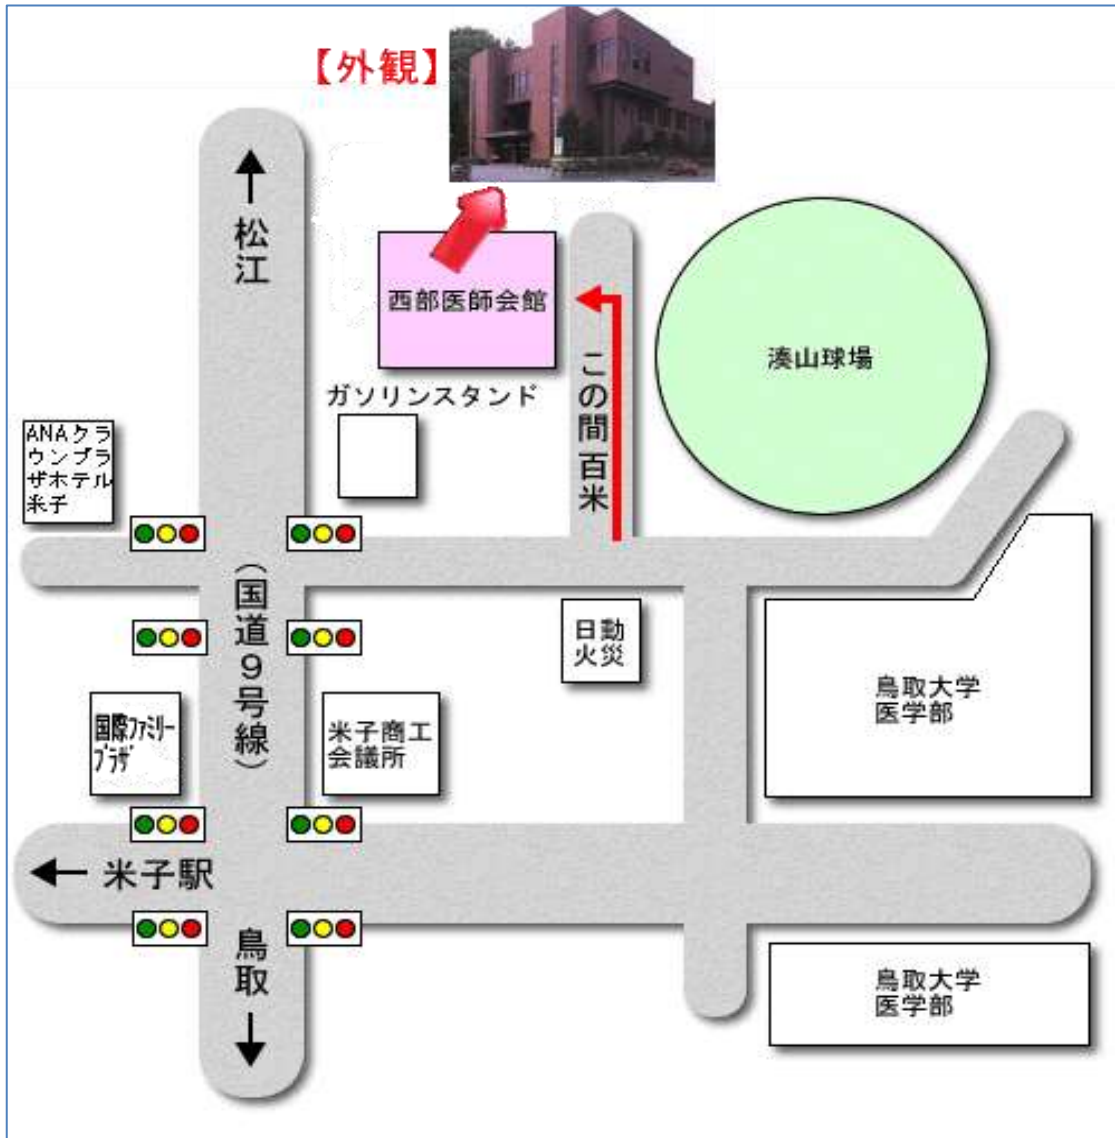 【外観】
松江
西部医師会館
湊山球場
この間百米
ガソリンスタンド
ANAクラ
ウンプラ
ザホテル
米子
(国道9号線)
日動
火災
鳥取大学
医学部
国際ファミリー
プラザ
米子商工
会議所
米子駅
鳥取
鳥取大学
医学部